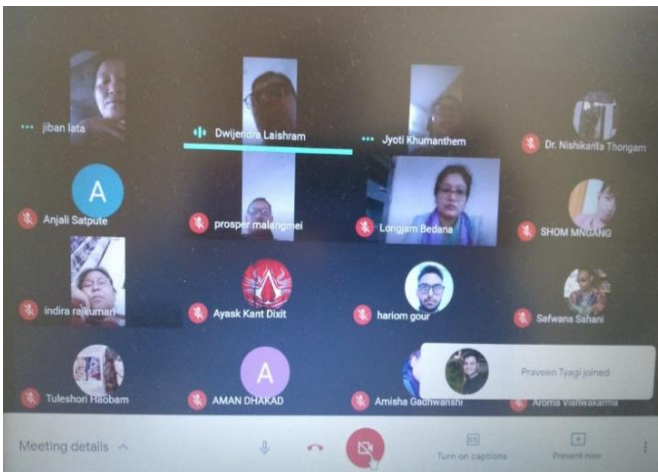 jiban lata
Dwijendra Laishram
Jyoti Khumanthem
Dr. Nishikanta Thongam
A
Anjali Satpute
prosper malangmei
Longjam Bedana
SHOM MNGANG
indira rajkumari
Ayask Kant Dixit
hariom gour
Safwana Sahani
Praveen Tyagi joined
Tuleshori Haobam
A
AMAN DHAKAD
Amisha Gadhwanshi
Aroma Vishwakarma
Meeting details
Turn on captions
Present now